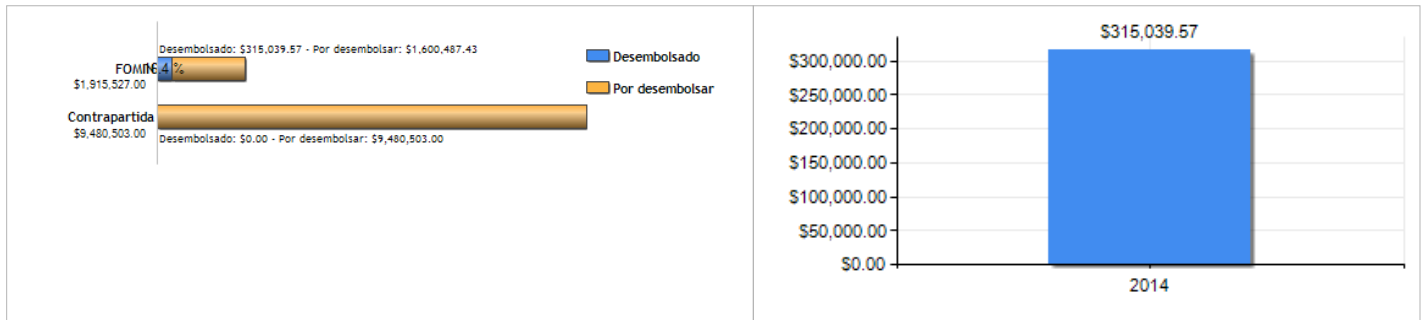 Desembolsado: $315,039.57 - Por desembolsar: $1,600,487.43
FOMIN
4 %
$1,915,527.00
Contrapartida
$9,480,503.00
Desembolsado: $0.00 - Por desembolsar: $9,480,503.00
Desembolsado
Por desembolsar
$315,039.57
$300,000.00
$250,000.00
$200,000.00
$150,000.00
$100,000.00
$50,000.00
$0.00
2014